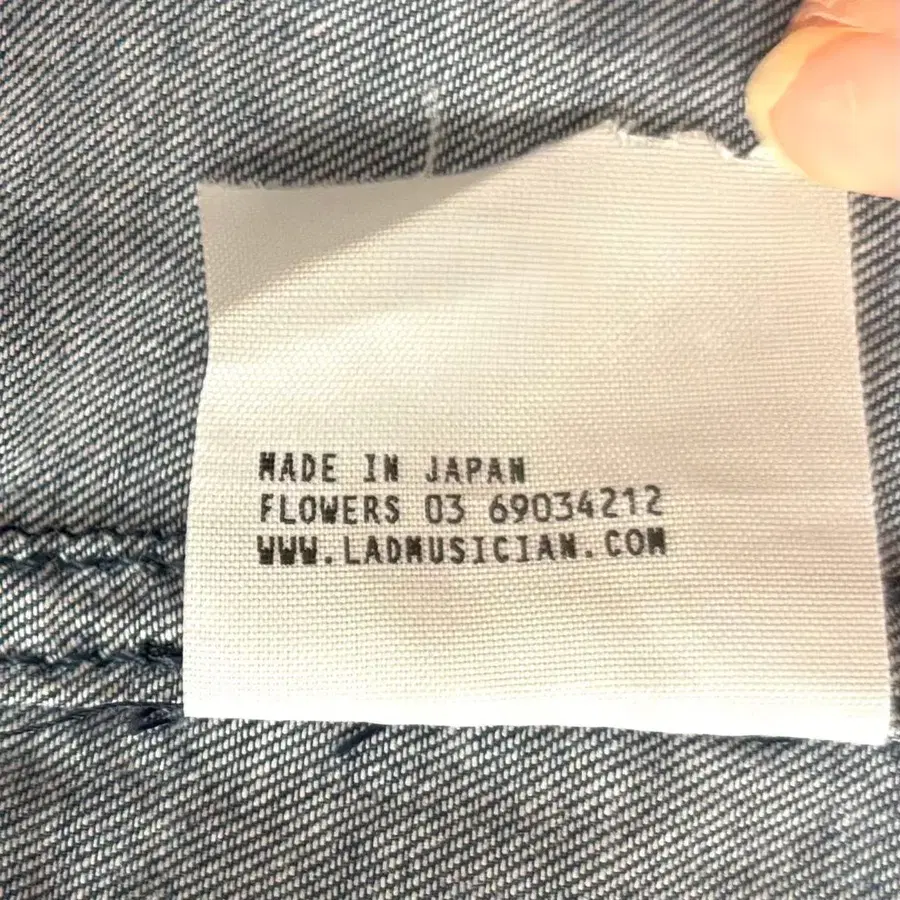 MADE IN JAPAN
FLOWERS 03 69034212
WWW.LADMUSICIAN.COM